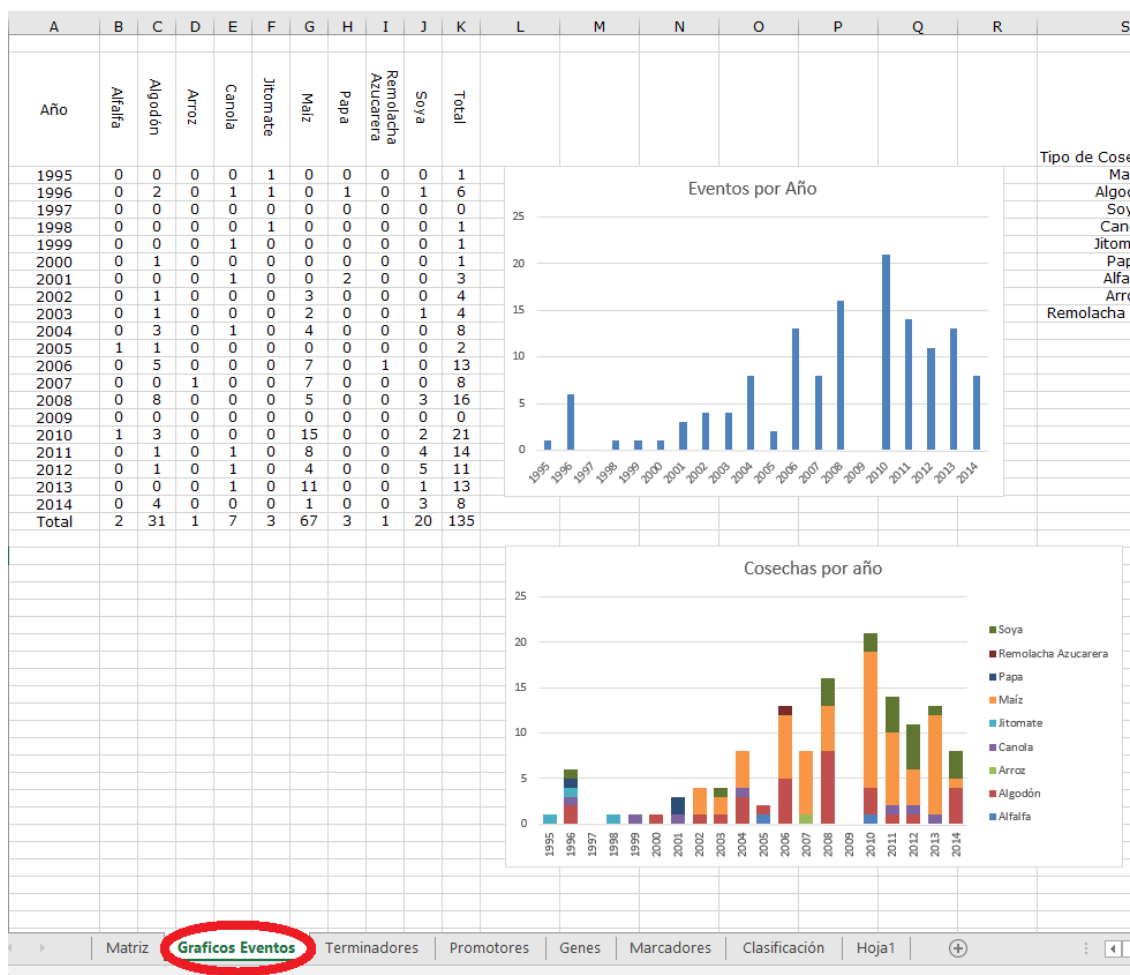 A B C D E F G H I J K L M N O P Q R S
Año Alfalfa Algodón Arroz Canola Jitomate Maíz Papa Remolacha Azucarera Soya Total
Tipo de Cose
1995 0 0 0 0 1 0 0 0 0 1
Ma
1996 0 2 0 1 1 0 1 0 1 6
Algod
1997 0 0 0 0 0 0 0 0 0 0
Soy
1998 0 0 0 0 1 0 0 0 0 1
Can
1999 0 0 0 1 0 0 0 0 0 1
Jitom
2000 0 1 0 0 0 0 0 0 0 1
Pap
2001 0 0 0 1 0 0 2 0 0 3
Alfa
2002 0 1 0 0 0 3 0 0 0 4
Arro
2003 0 1 0 0 0 2 0 0 1 4
Remolacha
2004 0 3 0 1 0 4 0 0 0 8
2005 1 1 0 0 0 0 0 0 0 2
2006 0 5 0 0 0 7 0 1 0 13
2007 0 0 1 0 0 7 0 0 0 8
2008 0 8 0 0 0 5 0 0 3 16
2009 0 0 0 0 0 0 0 0 0 0
2010 1 3 0 0 0 15 0 0 2 21
2011 0 1 0 1 0 8 0 0 4 14
2012 0 1 0 1 0 4 0 0 5 11
2013 0 0 0 1 0 11 0 0 1 13
2014 0 4 0 0 0 1 0 0 3 8
Total 2 31 1 7 3 67 3 1 20 135
Eventos por Año
25
20
15
10
5
0
1995 1996 1997 1998 1999 2000 2001 2002 2003 2004 2005 2006 2007 2008 2009 2010 2011 2012 2013 2014
Cosechas por año
25
20
15
10
5
0
1995 1996 1997 1998 1999 2000 2001 2002 2003 2004 2005 2006 2007 2008 2009 2010 2011 2012 2013 2014
Soya
Remolacha Azucarera
Papa
Maíz
Jitomate
Canola
Arroz
Algodón
Alfalfa
Matriz Graficos Eventos Terminadores Promotores Genes Marcadores Clasificación Hoja1